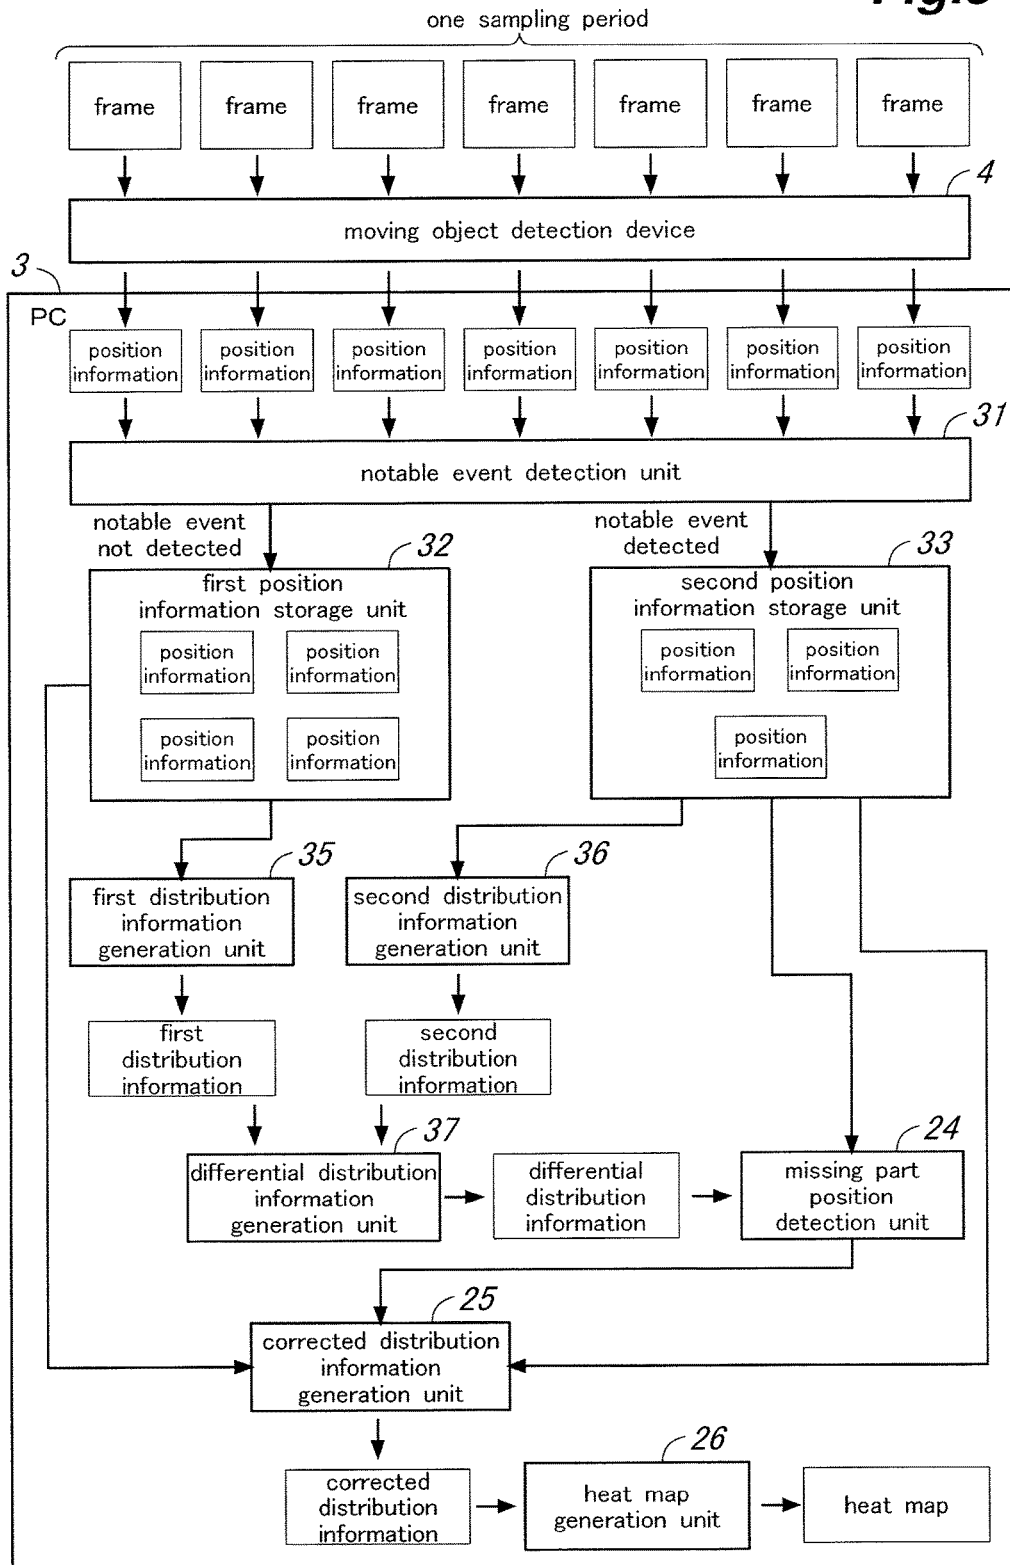 one sampling period
frame frame frame frame frame frame frame
4
moving object detection device
3
PC
position position position position position position position
information information information information information information information
31
notable event detection unit
notable event
not detected
notable event
detected
32
first position
information storage unit
position
information
position
information
position
information
position
information
33
second position
information storage unit
position
information
position
information
position
information
35
first distribution
information
generation unit
36
second distribution
information
generation unit
first
distribution
information
second
distribution
information
37
differential distribution
information
generation unit
differential
distribution
information
24
missing part
position
detection unit
25
corrected distribution
information
generation unit
corrected
distribution
information
26
heat map
generation unit
heat map